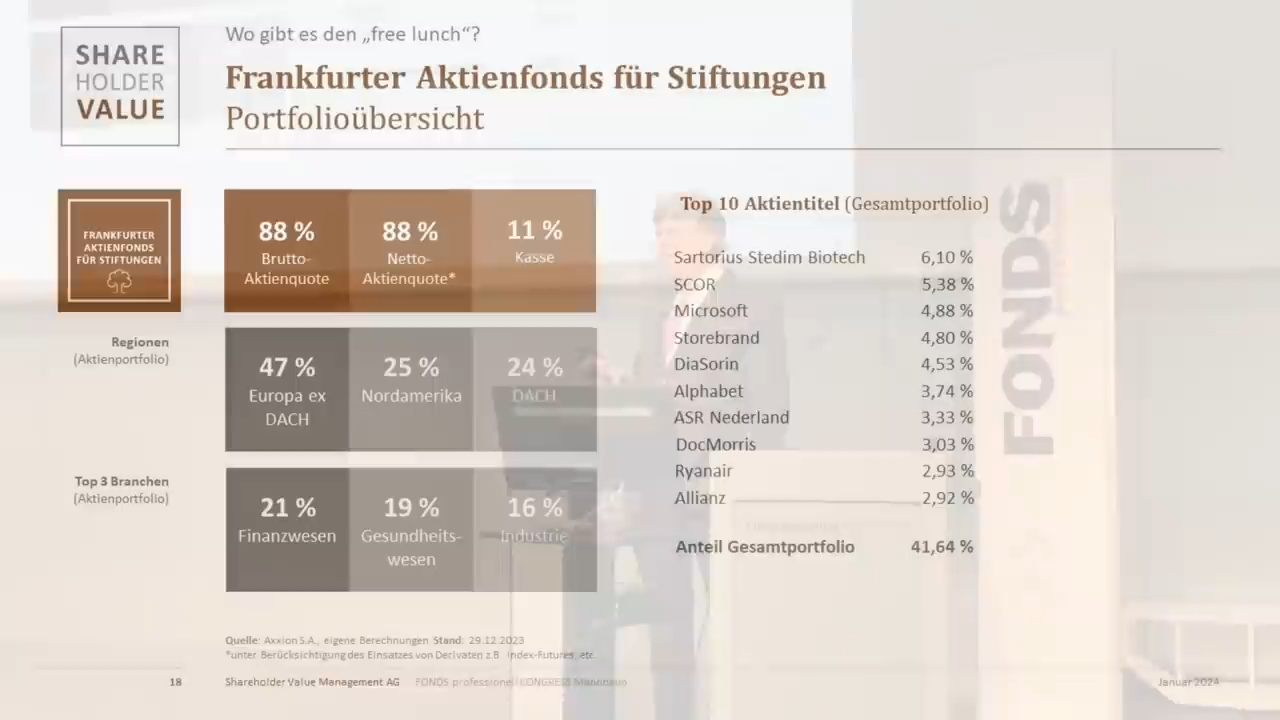 SHARE
HOLDER
VALUE
Wo gibt es den „free lunch“?
Frankfurter Aktienfonds für Stiftungen
Portfolioübersicht
FRANKFURTER
AKTIENFONDS
FÜR STIFTUNGEN
88 %
Brutto-
Aktienquote
88 %
Netto-
Aktienquote*
11 %
Kasse
Regionen
(Aktienportfolio)
47 %
Europa ex
DACH
25 %
Nordamerika
24 %
DACH
Top 3 Branchen
(Aktienportfolio)
21 %
Finanzwesen
19 %
Gesundheits-
wesen
16 %
Industrie
Top 10 Aktientitel (Gesamtportfolio)
Sartorius Stedim Biotech 6,10 %
SCOR 5,38 %
Microsoft 4,88 %
Storebrand 4,80 %
DiaSorin 4,53 %
Alphabet 3,74 %
ASR Nederland 3,33 %
DocMorris 3,03 %
Ryanair 2,93 %
Allianz 2,92 %
Anteil Gesamtportfolio 41,64 %
FONDS
Quelle: Axxion S.A., eigene Berechnungen Stand: 29.12.2023
*unter Berücksichtigung des Einsatzes von Derivaten z.B. Index-Futures, etc.
18 Shareholder Value Management AG FONDS professionell KONGRESS Mannheim Januar 2024